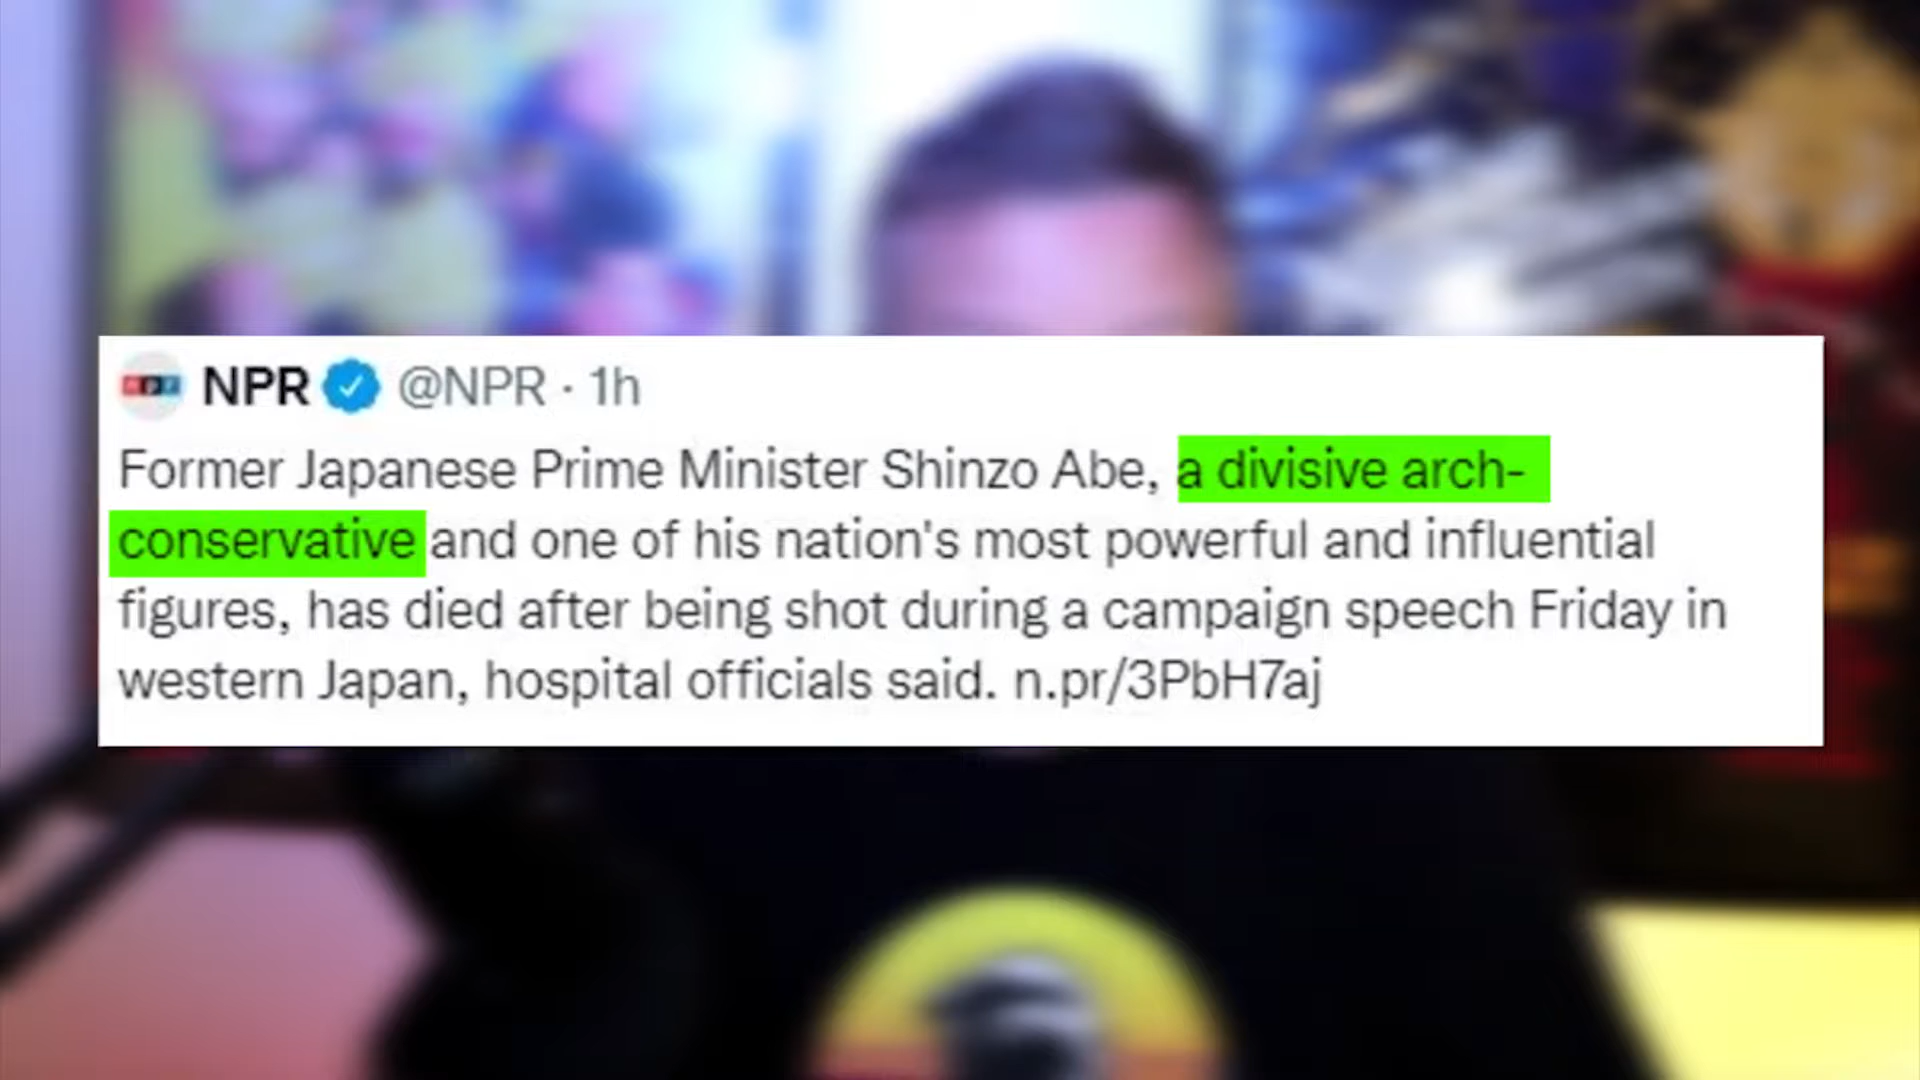 NPR @NPR · 1h
Former Japanese Prime Minister Shinzo Abe, a divisive arch-
conservative and one of his nation's most powerful and influential
figures, has died after being shot during a campaign speech Friday in
western Japan, hospital officials said. n.pr/3PbH7aj